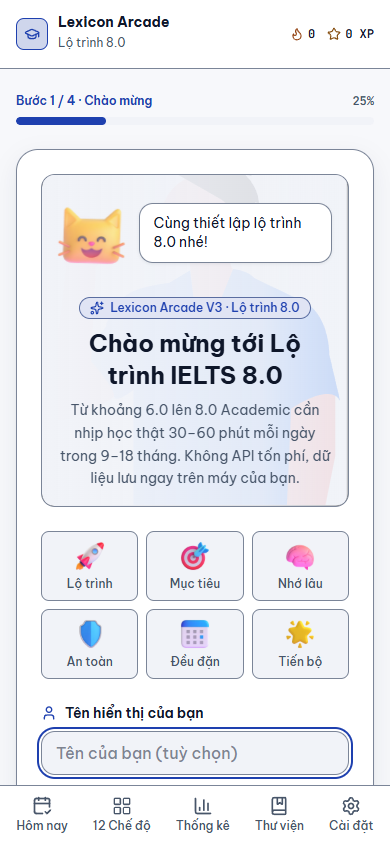 Lexicon Arcade
Lộ trình 8.0
0
0 XP
Bước 1 / 4 · Chào mừng
25%
Cùng thiết lập lộ trình
8.0 nhé!
Lexicon Arcade V3 · Lộ trình 8.0
Chào mừng tới Lộ
trình IELTS 8.0
Từ khoảng 6.0 lên 8.0 Academic cần
nhịp học thật 30–60 phút mỗi ngày
trong 9–18 tháng. Không API tốn phí, dữ
liệu lưu ngay trên máy của bạn.
Lộ trình
Mục tiêu
Nhớ lâu
An toàn
Đều đặn
Tiến bộ
Tên hiển thị của bạn
Tên của bạn (tuỳ chọn)
Hôm nay
12 Chế độ
Thống kê
Thư viện
Cài đặt